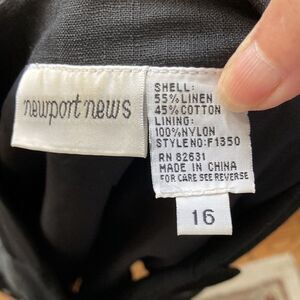 newport news
SHELL:
55%LINEN
45%COTTON
LINING:
100%NYLON
STYLE NO:F1350
RN 82631
MADE IN CHINA
FOR CARE SEE REVERSE
16